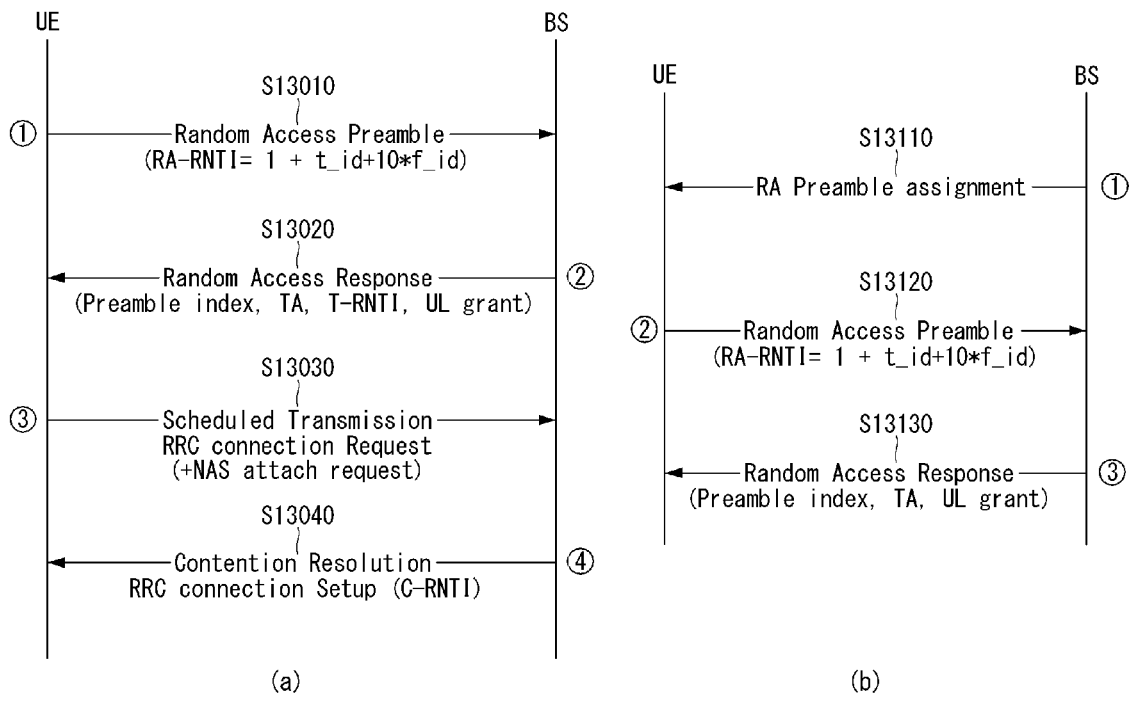 UE
BS
S13010
①
Random Access Preamble
(RA-RNTI= 1 + t_id+10*f_id)
S13020
Random Access Response
②
(Preamble index, TA, T-RNTI, UL grant)
S13030
③
Scheduled Transmission
RRC connection Request
(+NAS attach request)
S13040
Contention Resolution
④
RRC connection Setup (C-RNTI)
(a)
UE
BS
S13110
RA Preamble assignment
①
S13120
②
Random Access Preamble
(RA-RNTI= 1 + t_id+10*f_id)
S13130
Random Access Response
③
(Preamble index, TA, UL grant)
(b)